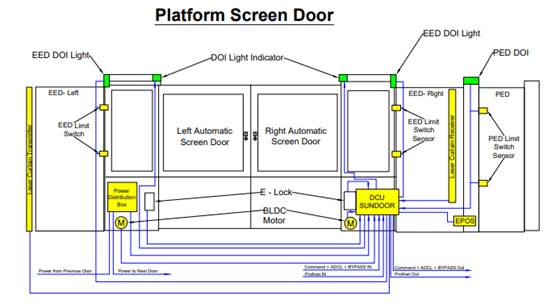 Platform Screen Door
EED DOI Light
DOI Light Indicator
EED DOI Light
PED DOI
EED- Left
EED- Right
PED
Laser Curtain Transmitter
EED Limit
Switch
Left Automatic
Screen Door
Right Automatic
Screen Door
EED Limit
Switch
Sensor
Laser Curtain Receiver
PED Limit
Switch
Sensor
Power
Distribution
Box
E - Lock
DCU
SUNDOOR
M
BLDC
Motor
M
EPOS
Power from Previous Door
Power to Next Door
Command + ADCL + BYPASS IN
Profinet IN
Command + ADCL + BYPASS Out
Profinet Out